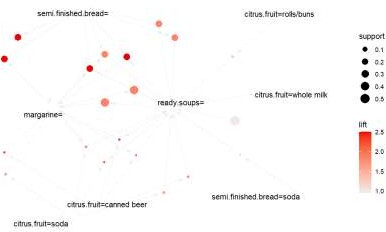 semi.finished.bread=
citrus.fruit=rolls/buns
support
0.1
0.2
0.3
0.4
0.5
citrus.fruit=whole milk
ready.soups=
margarine=
lift
2.5
2.0
1.5
1.0
semi.finished.bread=soda
citrus.fruit=canned beer
citrus.fruit=soda